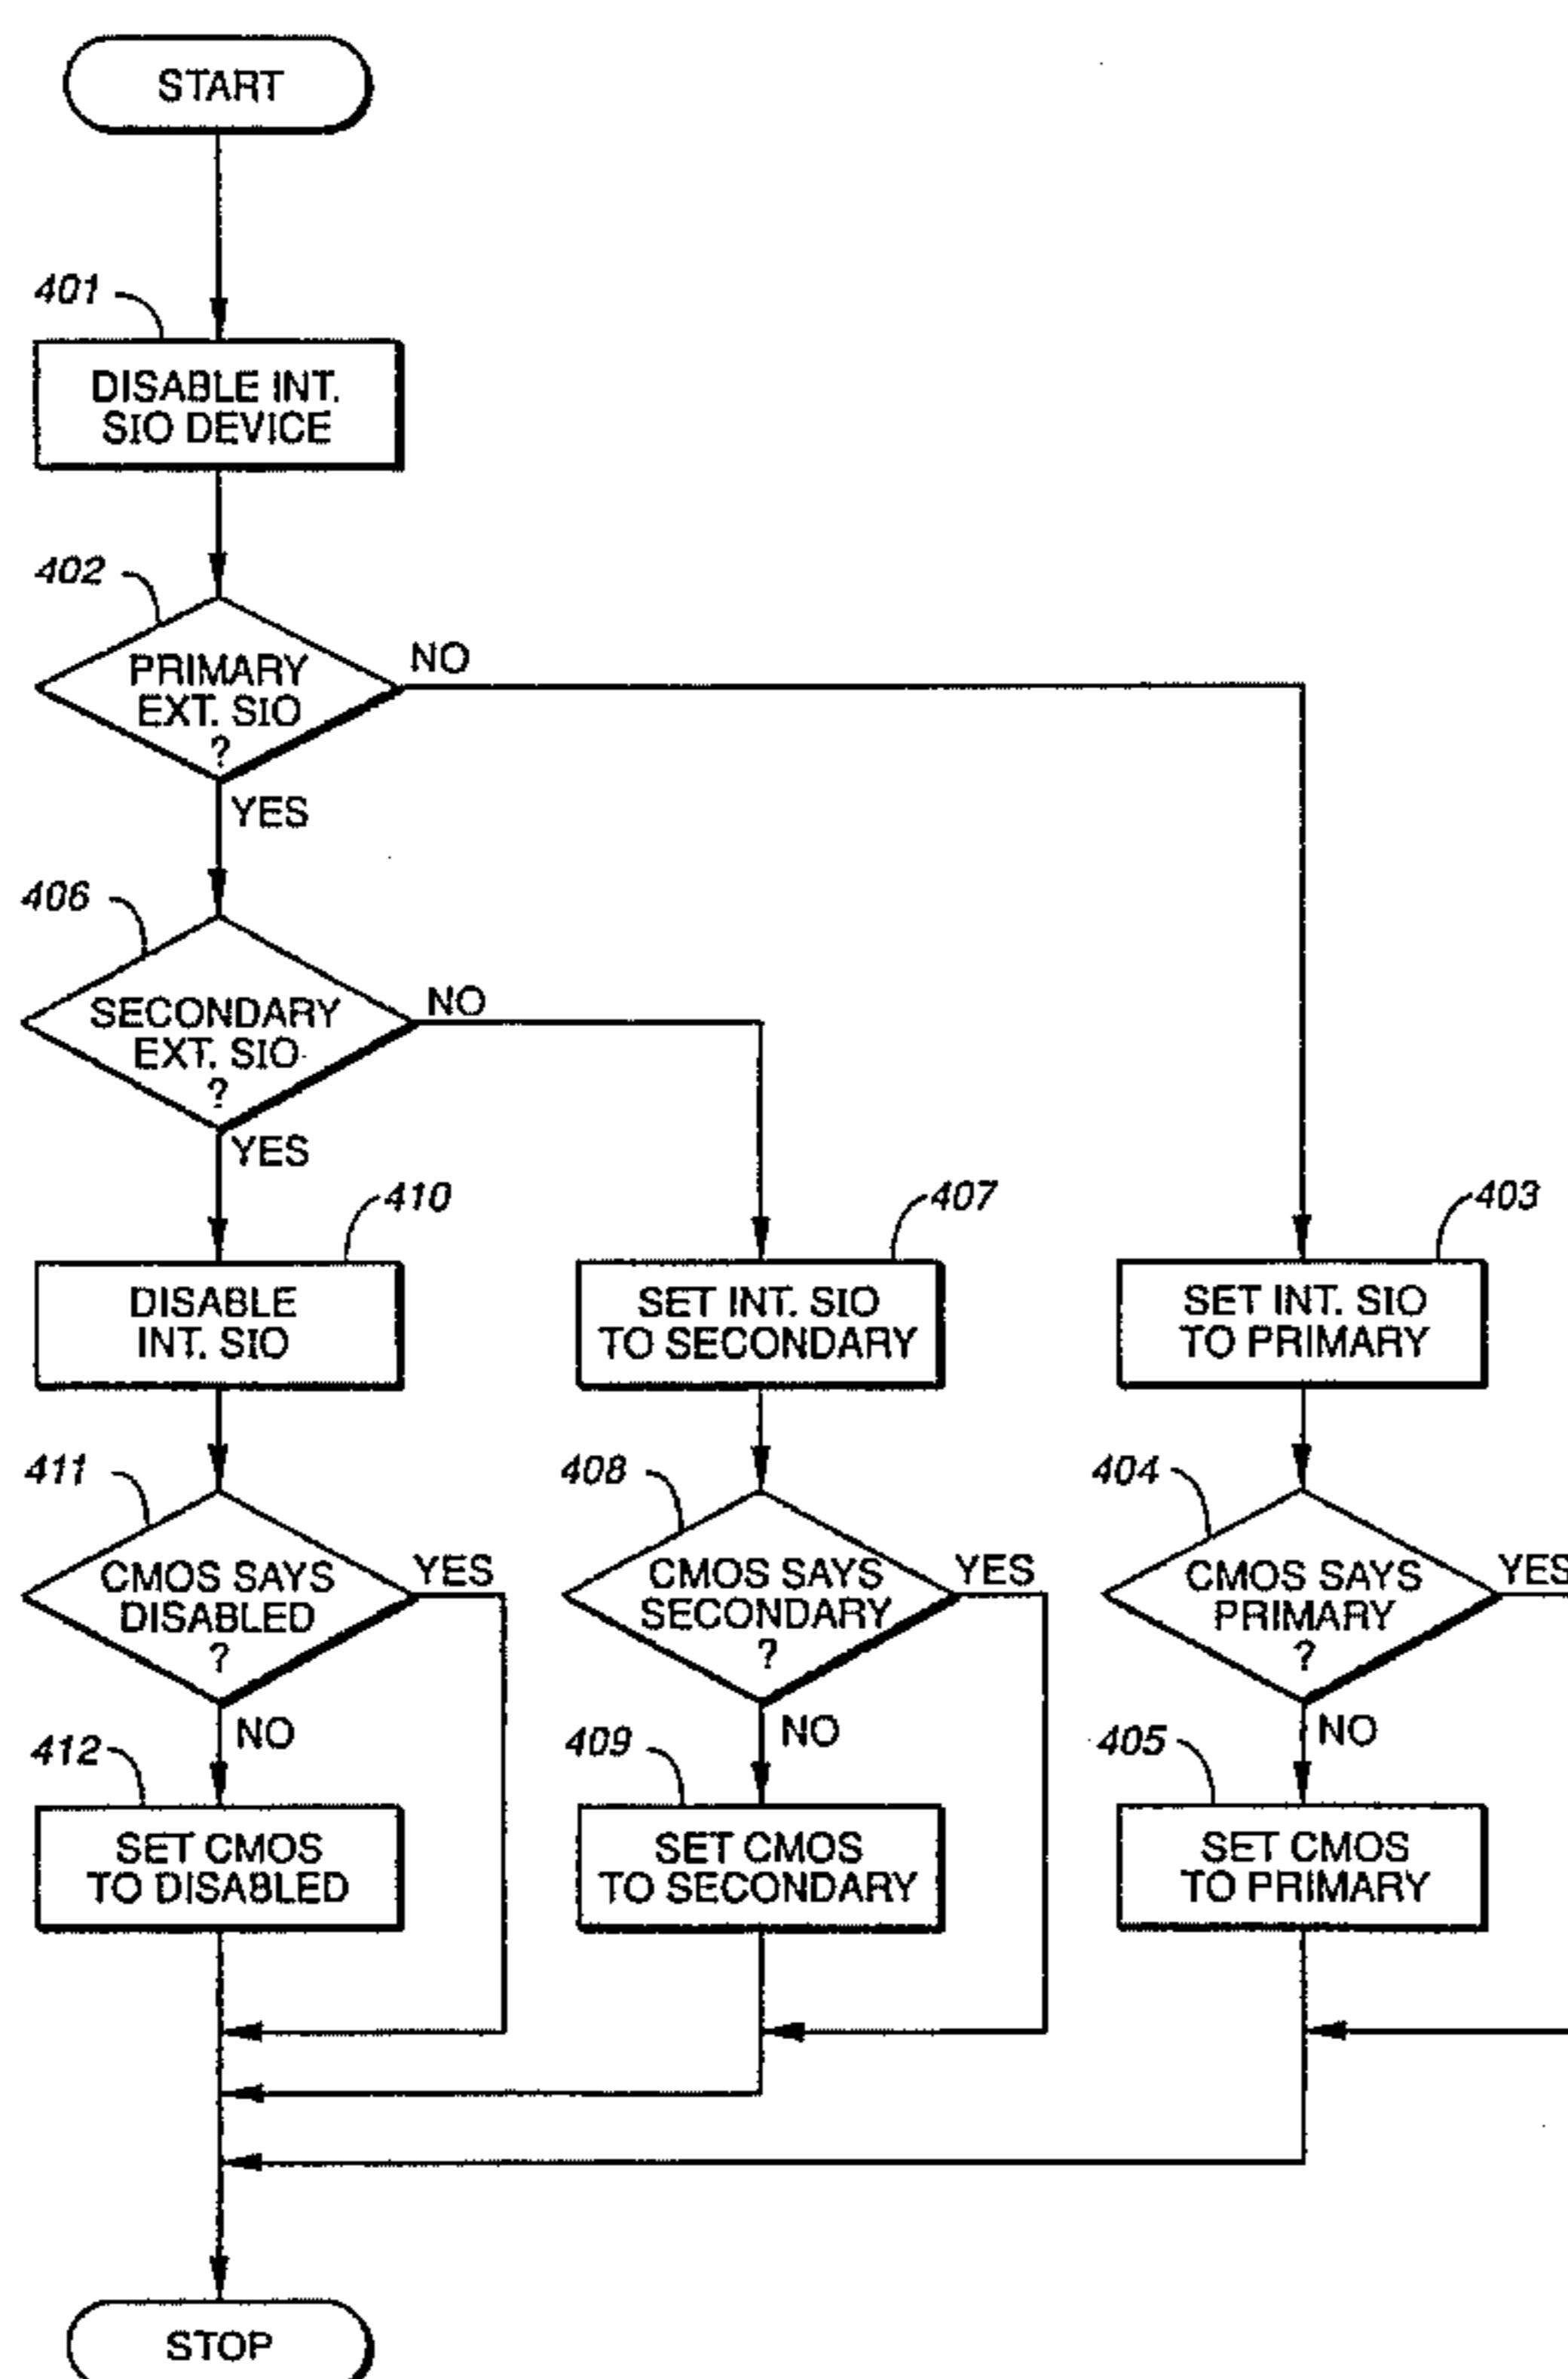 START
401
DISABLE INT.
SIO DEVICE
402
PRIMARY
EXT. SIO
?
NO
YES
406
SECONDARY
EXT. SIO
?
NO
YES
410
DISABLE
INT. SIO
407
SET INT. SIO
TO SECONDARY
403
SET INT. SIO
TO PRIMARY
411
CMOS SAYS
DISABLED
?
YES
NO
408
CMOS SAYS
SECONDARY
?
YES
NO
404
CMOS SAYS
PRIMARY
?
YES
NO
412
SET CMOS
TO DISABLED
409
SET CMOS
TO SECONDARY
405
SET CMOS
TO PRIMARY
STOP